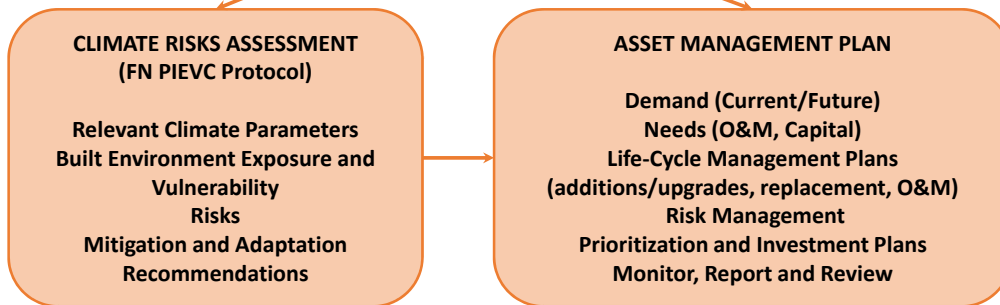 CLIMATE RISKS ASSESSMENT
(FN PIEVC Protocol)
Relevant Climate Parameters
Built Environment Exposure and
Vulnerability
Risks
Mitigation and Adaptation
Recommendations
ASSET MANAGEMENT PLAN
Demand (Current/Future)
Needs (O&M, Capital)
Life-Cycle Management Plans
(additions/upgrades, replacement, O&M)
Risk Management
Prioritization and Investment Plans
Monitor, Report and Review